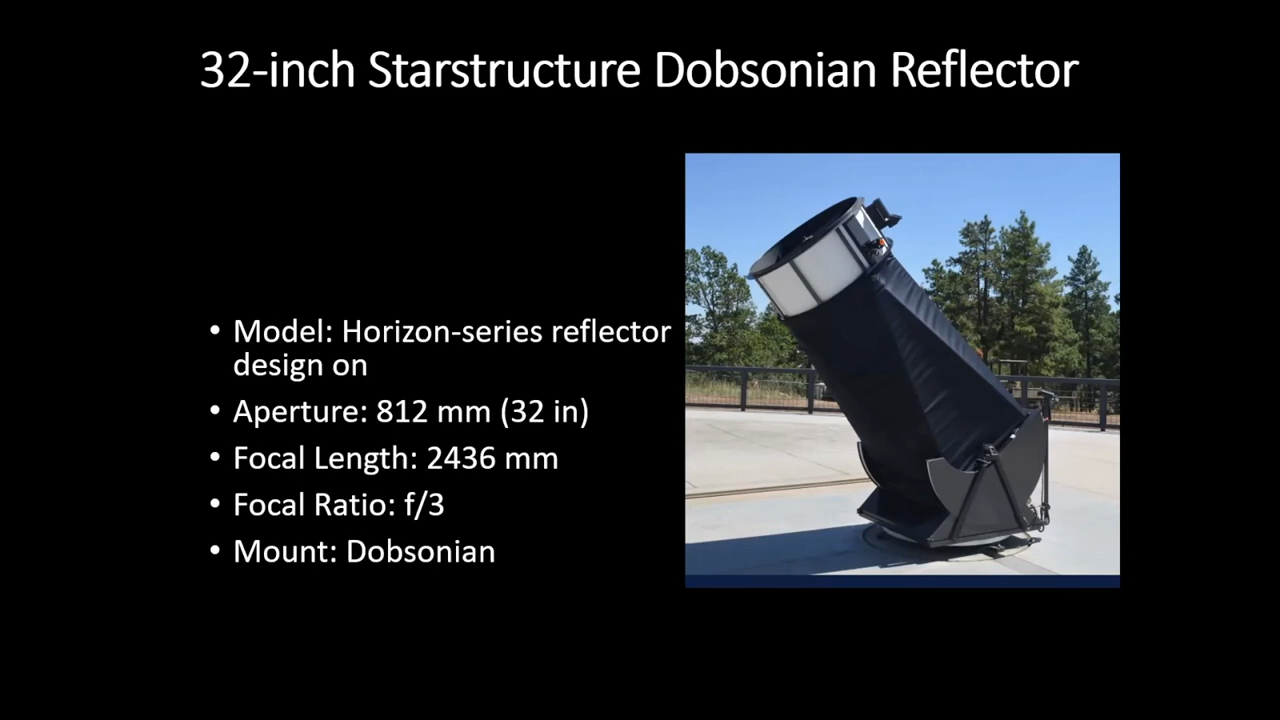 32-inch Starstructure Dobsonian Reflector
• Model: Horizon-series reflector
design on
• Aperture: 812 mm (32 in)
• Focal Length: 2436 mm
• Focal Ratio: f/3
• Mount: Dobsonian